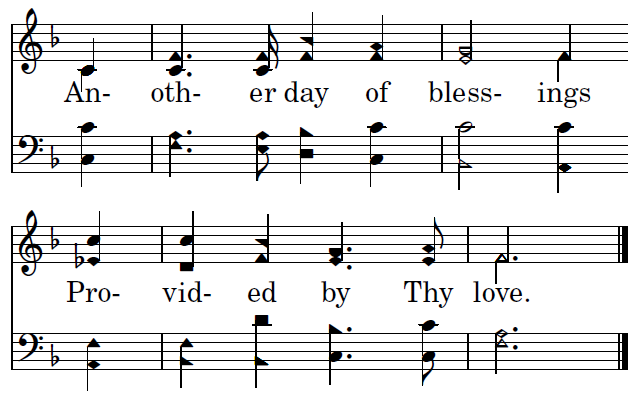 An- oth- er day of bless- ings
Pro- vid- ed by Thy love.